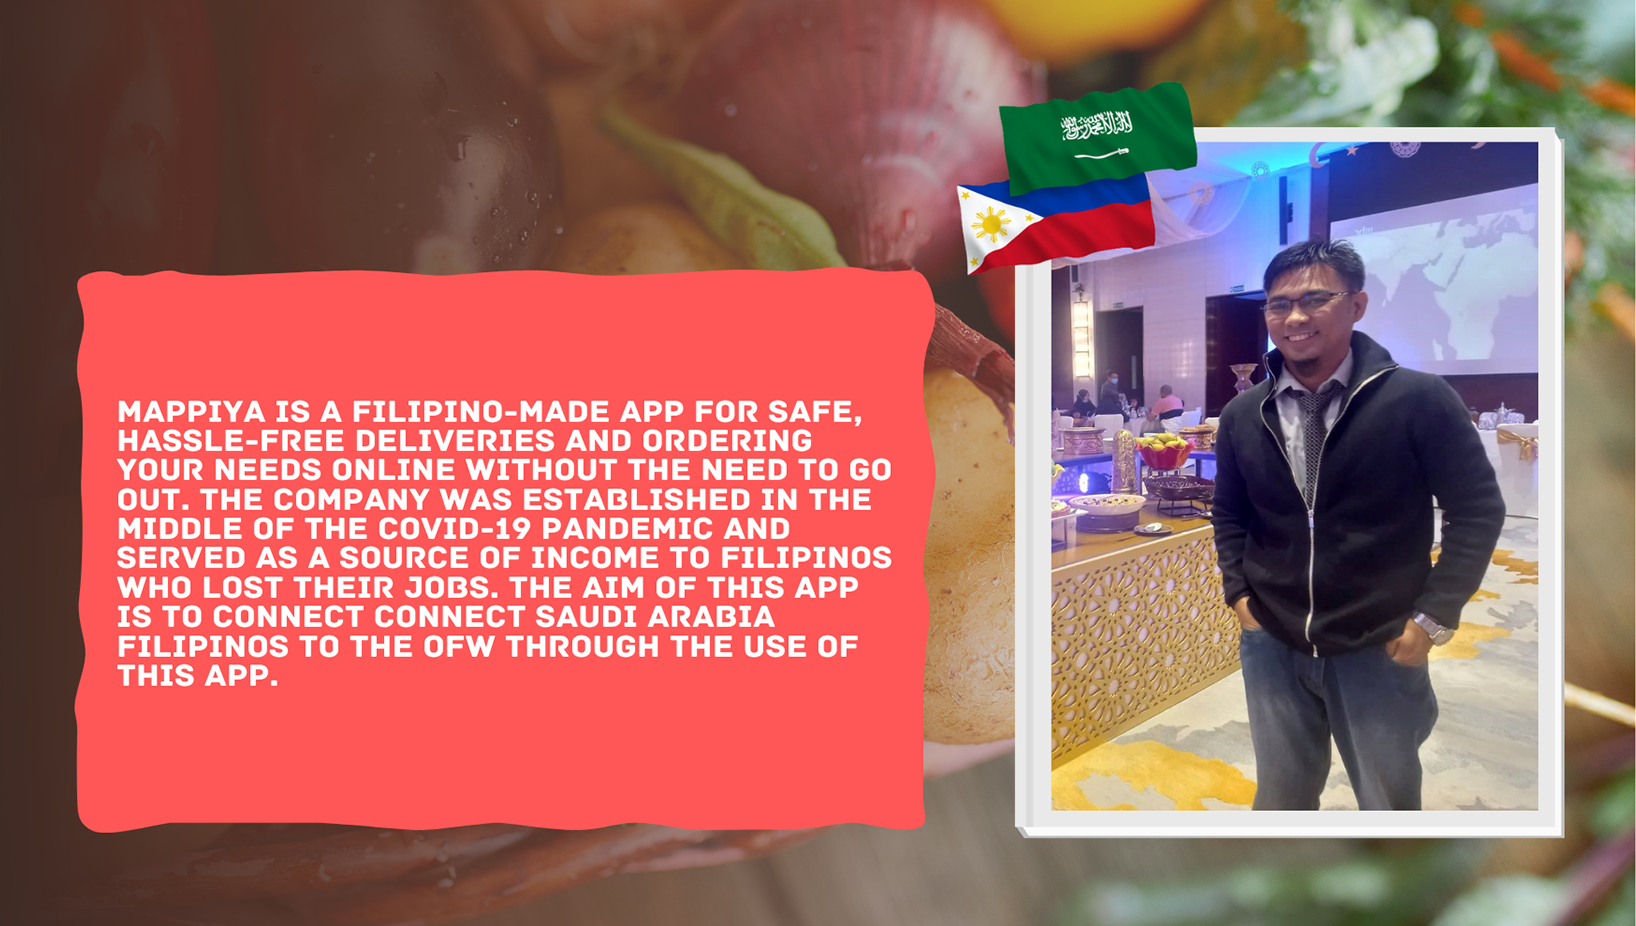 MAPPIYA IS A FILIPINO-MADE APP FOR SAFE,
HASSLE-FREE DELIVERIES AND ORDERING
YOUR NEEDS ONLINE WITHOUT THE NEED TO GO
OUT. THE COMPANY WAS ESTABLISHED IN THE
MIDDLE OF THE COVID-19 PANDEMIC AND
SERVED AS A SOURCE OF INCOME TO FILIPINOS
WHO LOST THEIR JOBS. THE AIM OF THIS APP
IS TO CONNECT CONNECT SAUDI ARABIA
FILIPINOS TO THE OFW THROUGH THE USE OF
THIS APP.